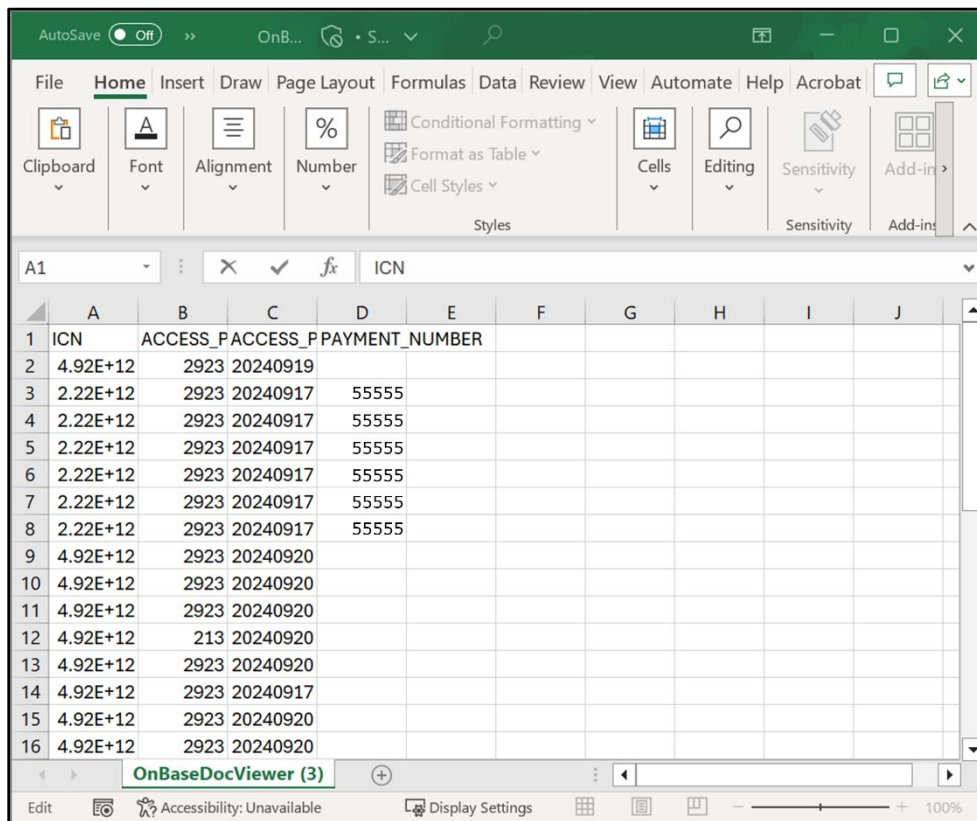 AutoSave Off » OnB... • S...
File Home Insert Draw Page Layout Formulas Data Review View Automate Help Acrobat
Clipboard Font Alignment Number Conditional Formatting Format as Table Cell Styles Cells Editing Sensitivity Add-in
Styles Sensitivity Add-ins
A1 fx ICN
A B C D E F G H I J
1 ICN ACCESS_P ACCESS_P PAYMENT_NUMBER
2 4.92E+12 2923 20240919
3 2.22E+12 2923 20240917 55555
4 2.22E+12 2923 20240917 55555
5 2.22E+12 2923 20240917 55555
6 2.22E+12 2923 20240917 55555
7 2.22E+12 2923 20240917 55555
8 2.22E+12 2923 20240917 55555
9 4.92E+12 2923 20240920
10 4.92E+12 2923 20240920
11 4.92E+12 2923 20240920
12 4.92E+12 213 20240920
13 4.92E+12 2923 20240920
14 4.92E+12 2923 20240917
15 4.92E+12 2923 20240920
16 4.92E+12 2923 20240920
OnBaseDocViewer (3)
Edit Accessibility: Unavailable Display Settings 100%